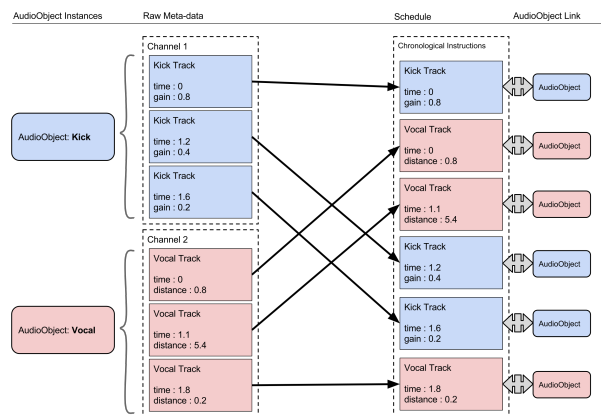 AudioObject Instances
Raw Meta-data
Schedule
AudioObject Link
AudioObject: Kick
AudioObject: Vocal
Channel 1
Kick Track
time : 0
gain : 0.8
Kick Track
time : 1.2
gain : 0.4
Kick Track
time : 1.6
gain : 0.2
Channel 2
Vocal Track
time : 0
distance : 0.8
Vocal Track
time : 1.1
distance : 5.4
Vocal Track
time : 1.8
distance : 0.2
Chronological Instructions
Kick Track
time : 0
gain : 0.8
AudioObject
Vocal Track
time : 0
distance : 0.8
AudioObject
Vocal Track
time : 1.1
distance : 5.4
AudioObject
Kick Track
time : 1.2
gain : 0.4
AudioObject
Kick Track
time : 1.6
gain : 0.2
AudioObject
Vocal Track
time : 1.8
distance : 0.2
AudioObject